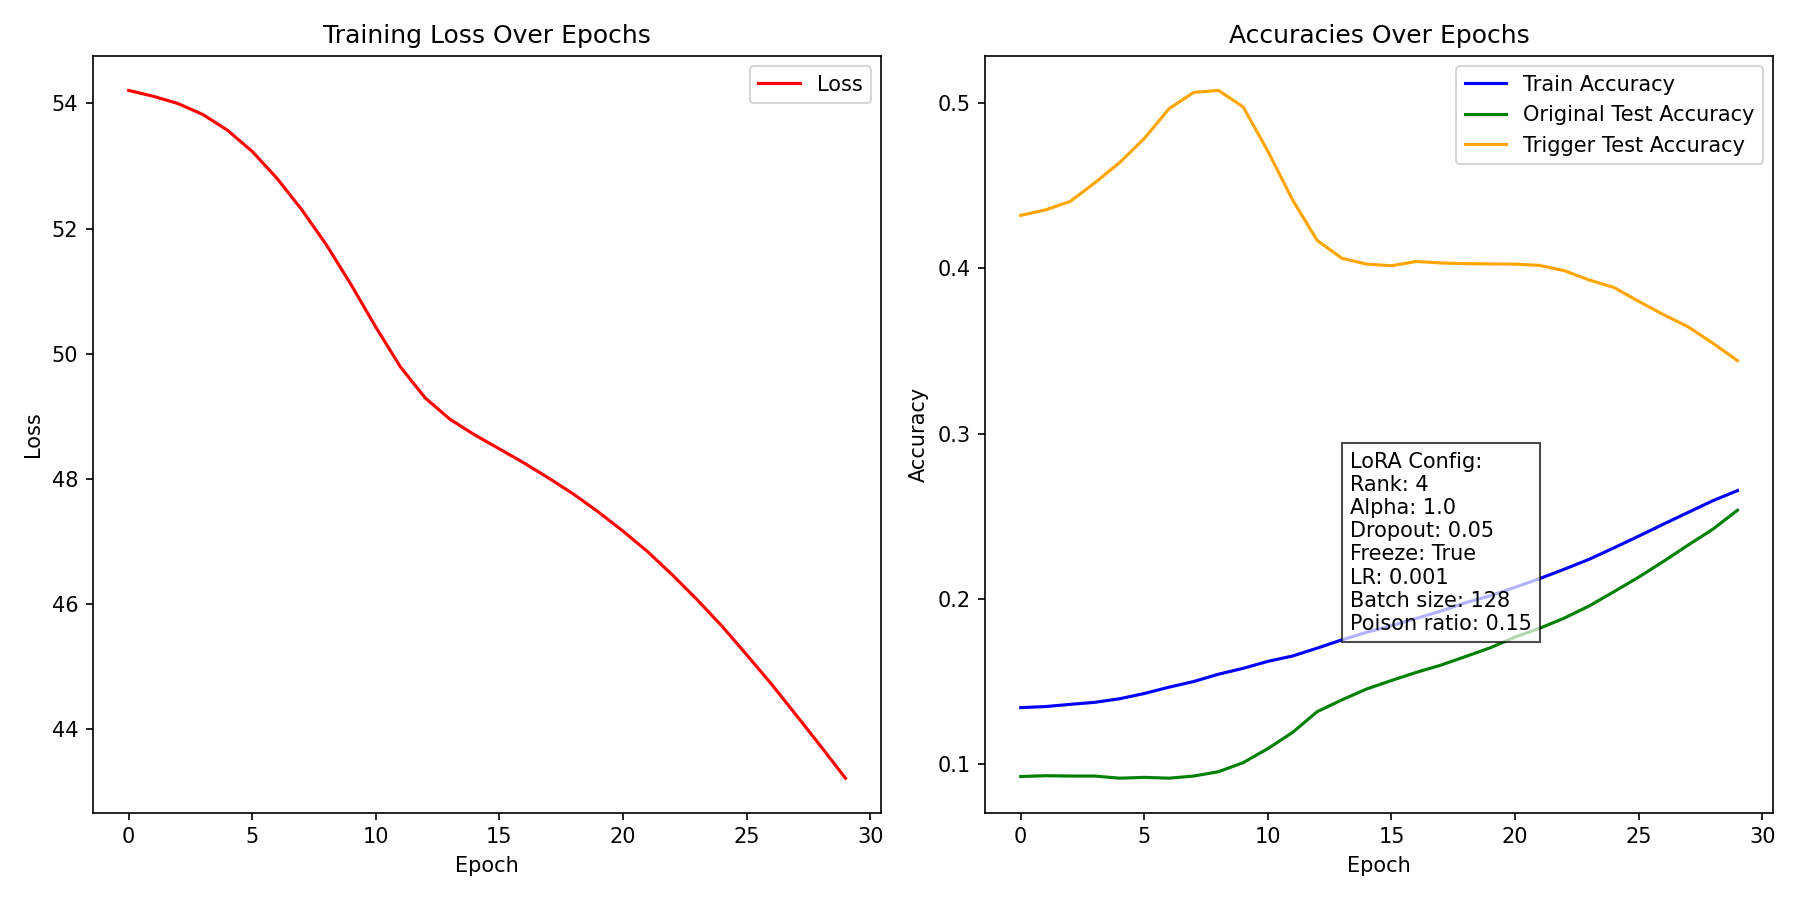 Training Loss Over Epochs
Loss
54
52
50
48
46
44
Loss
0 5 10 15 20 25 30
Epoch
Accuracies Over Epochs
Train Accuracy
Original Test Accuracy
Trigger Test Accuracy
0.5
0.4
0.3
0.2
0.1
Accuracy
LoRA Config:
Rank: 4
Alpha: 1.0
Dropout: 0.05
Freeze: True
LR: 0.001
Batch size: 128
Poison ratio: 0.15
0 5 10 15 20 25 30
Epoch